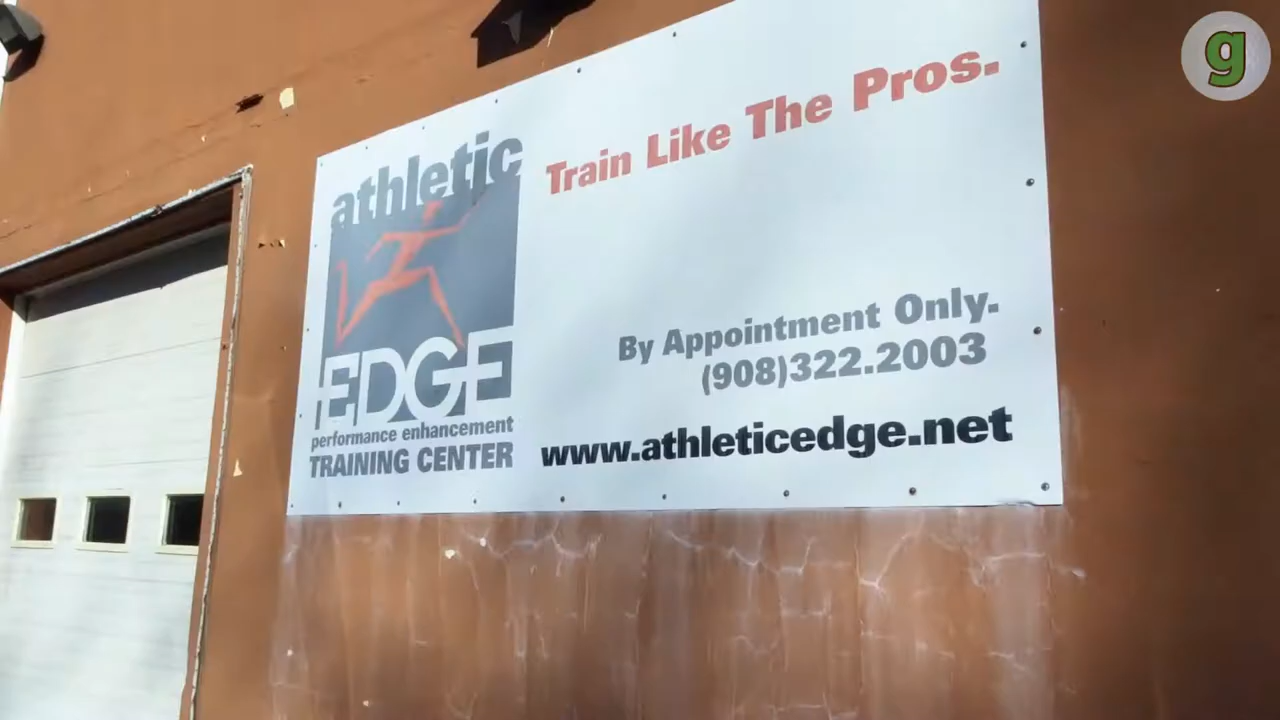 athletic
EDGE
performance enhancement
TRAINING CENTER
Train Like The Pros.
By Appointment Only.
(908)322.2003
www.athleticedge.net
g